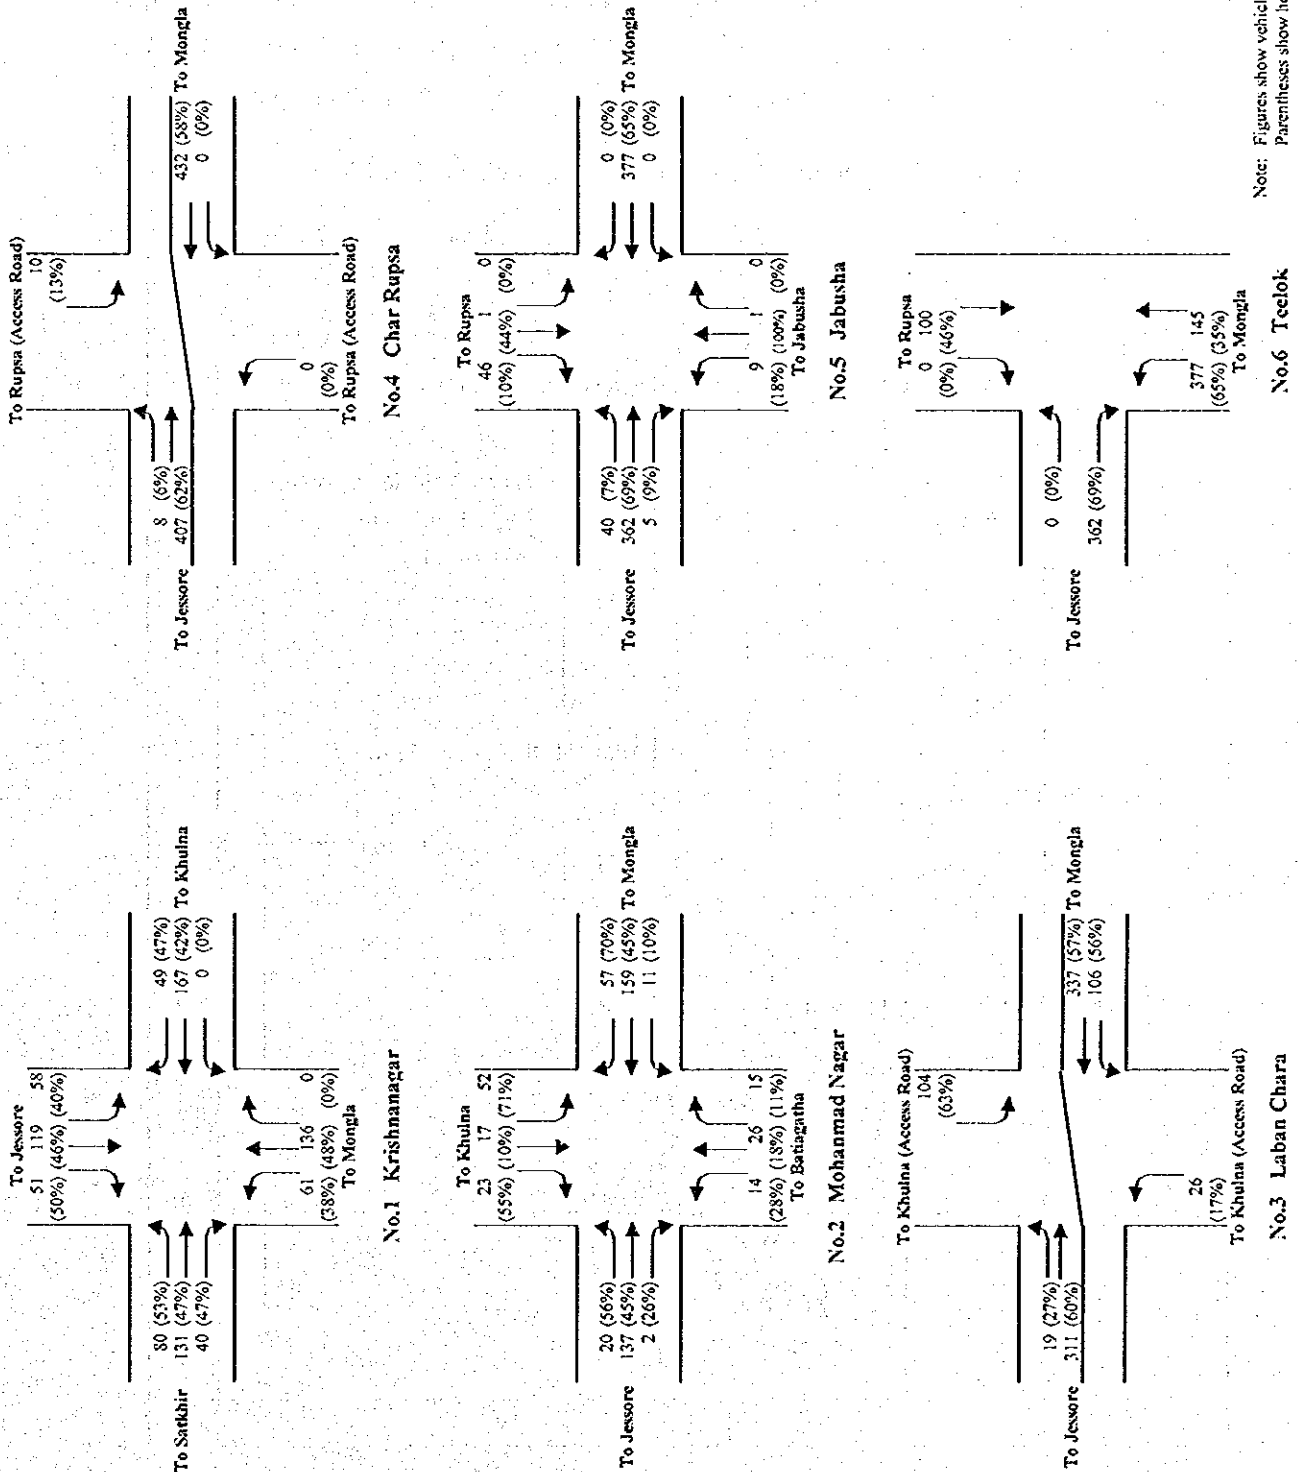 To Jessore
51 119 58
(50%) (46%) (40%)
To Satkhir
80 (53%)
131 (47%)
40 (47%)
49 (47%)
167 (42%)
0 (0%)
To Khulna
61 136 0
(38%) (48%) (0%)
To Mongla
No.1 Krishnanagar
To Khulna
23 17 52
(55%) (10%) (71%)
To Jessore
20 (56%)
137 (45%)
2 (26%)
57 (70%)
159 (45%)
11 (10%)
To Mongla
14 26 15
(28%) (18%) (11%)
To Batiagatha
No.2 Mohanmad Nagar
To Khulna (Access Road)
104
(63%)
To Jessore
19 (27%)
311 (60%)
337 (57%)
106 (56%)
To Mongla
26
(17%)
To Khulna (Access Road)
No.3 Laban Chara
To Rupsa (Access Road)
10
(13%)
To Jessore
8 (6%)
407 (62%)
432 (58%)
0 (0%)
To Mongla
0
(0%)
To Rupsa (Access Road)
No.4 Char Rupsa
To Rupsa
46 1 0
(10%) (44%) (0%)
To Jessore
40 (7%)
362 (69%)
5 (9%)
0 (0%)
377 (65%)
0 (0%)
To Mongla
9 1 0
(18%) (100%) (0%)
To Jabusha
No.5 Jabusha
To Rupsa
0 100
(0%) (46%)
To Jessore
0 (0%)
362 (69%)
377 145
(65%) (35%)
To Mongla
No.6 Teelok
Note: Figures show
Parentheses show